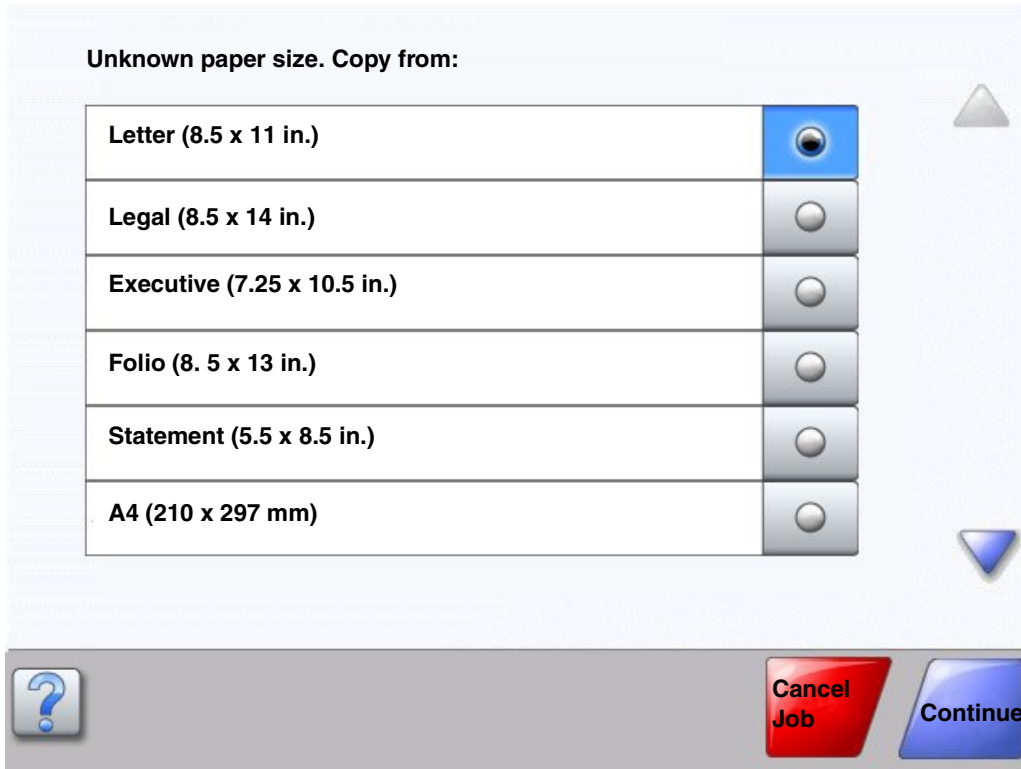 Unknown paper size. Copy from:
Letter (8.5 x 11 in.)
Legal (8.5 x 14 in.)
Executive (7.25 x 10.5 in.)
Folio (8. 5 x 13 in.)
Statement (5.5 x 8.5 in.)
A4 (210 x 297 mm)
?
Cancel
Job
Continue